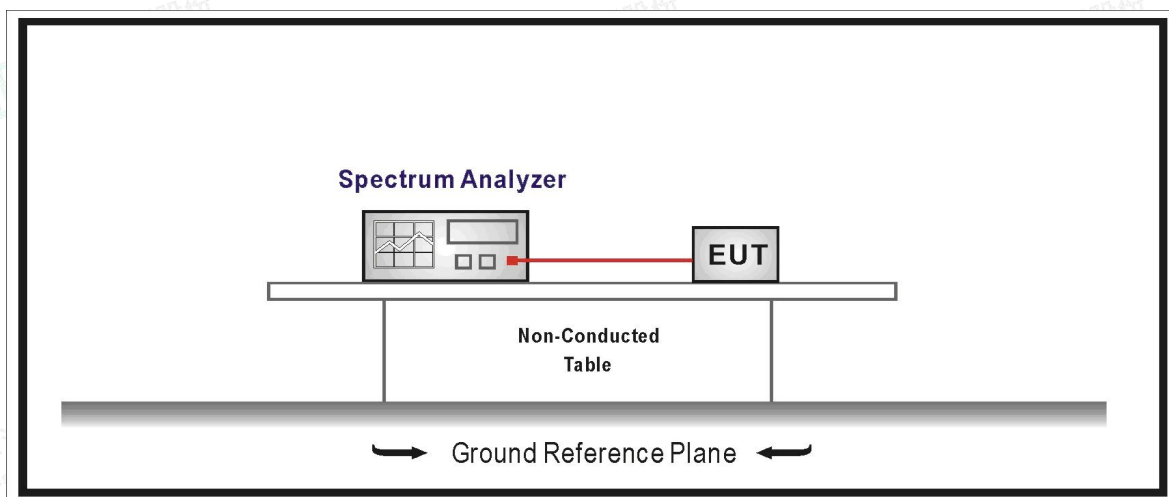 Spectrum Analyzer
EUT
Non-Conducted
Table
Ground Reference Plane